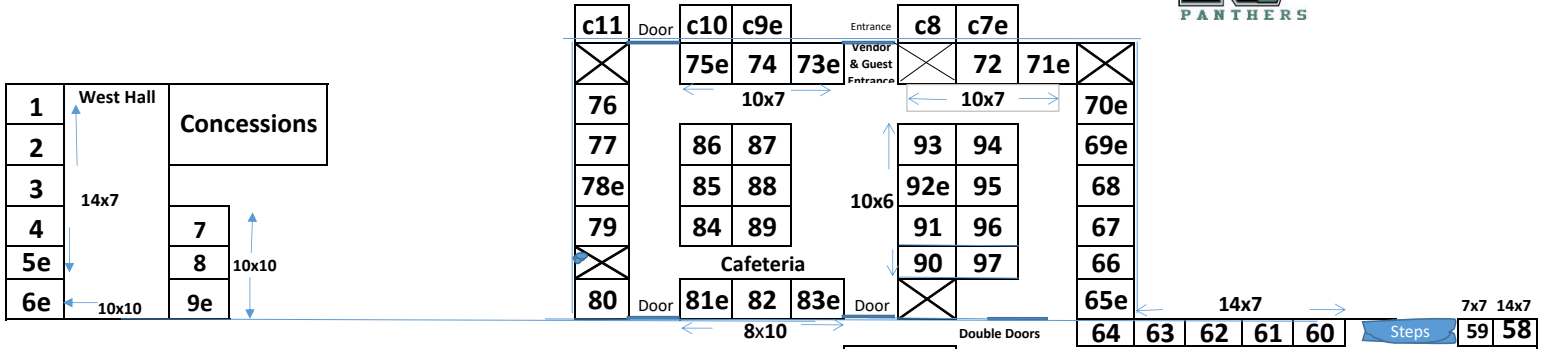 PANTHERS
c11 Door c10 c9e Entrance c8 c7e
75e 74 73e Vendor & Guest Entrance 72 71e
10x7 10x7
1 West Hall Concessions 76 70e
2 77 86 87 93 94 69e
3 14x7 78e 85 88 10x6 92e 95 68
4 7 79 84 89 91 96 67
5e 8 10x10 Cafeteria 90 97 66
6e 10x10 9e 80 Door 81e 82 83e Door 65e 14x7 7x7 14x7
8x10 Double Doors 64 63 62 61 60 Steps 59 58